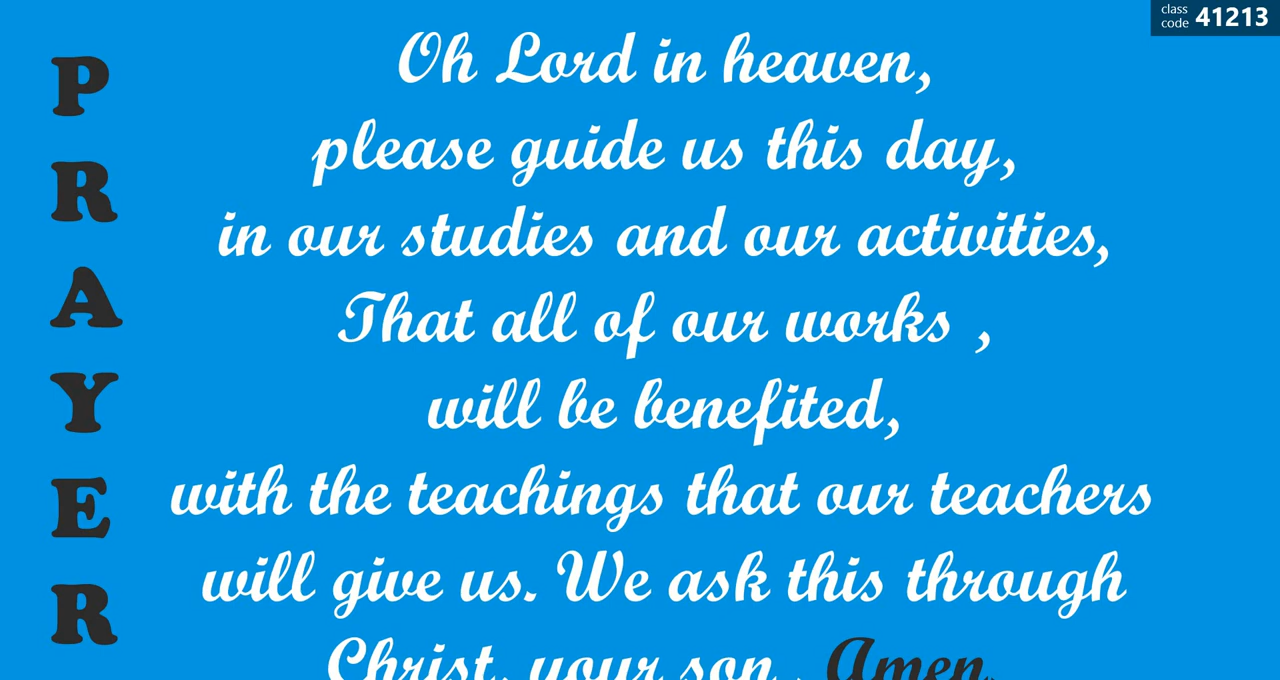 class
code 41213
PRAYER
Oh Lord in heaven,
please guide us this day,
in our studies and our activities,
That all of our works ,
will be benefited,
with the teachings that our teachers
will give us. We ask this through
Christ, your son . Amen.